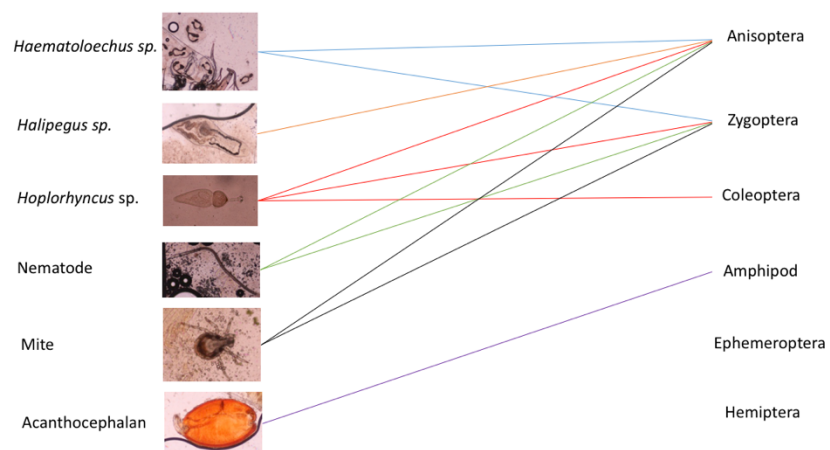 Haematoloechus sp.
Anisoptera
Halipegus sp.
Zygoptera
Hoplorhyncus sp.
Coleoptera
Nematode
Amphipod
Mite
Ephemeroptera
Acanthocephalan
Hemiptera